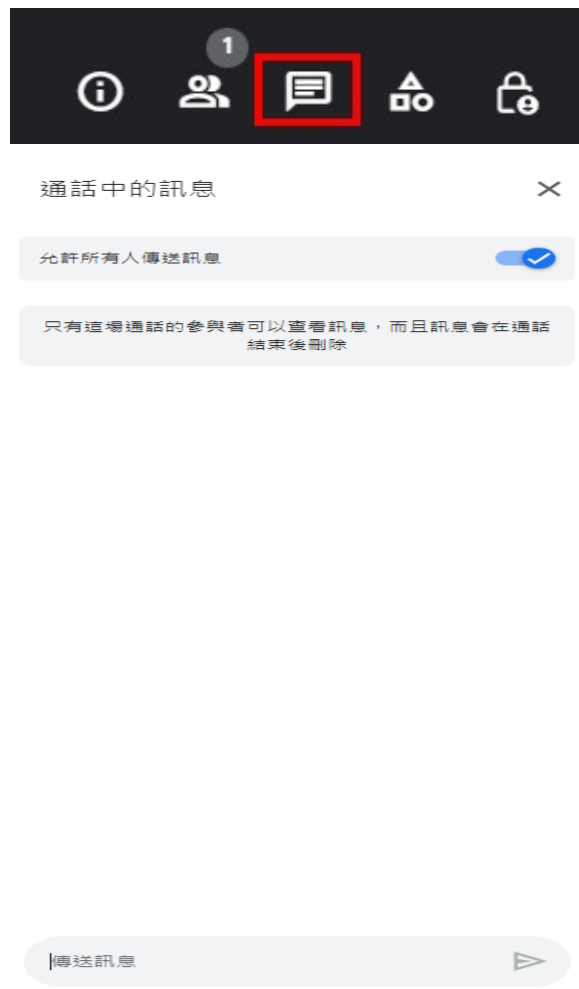 1
通話中的訊息
允許所有人傳送訊息
只有這場通話的參與者可以查看訊息，而且訊息會在通話
結束後刪除
傳送訊息